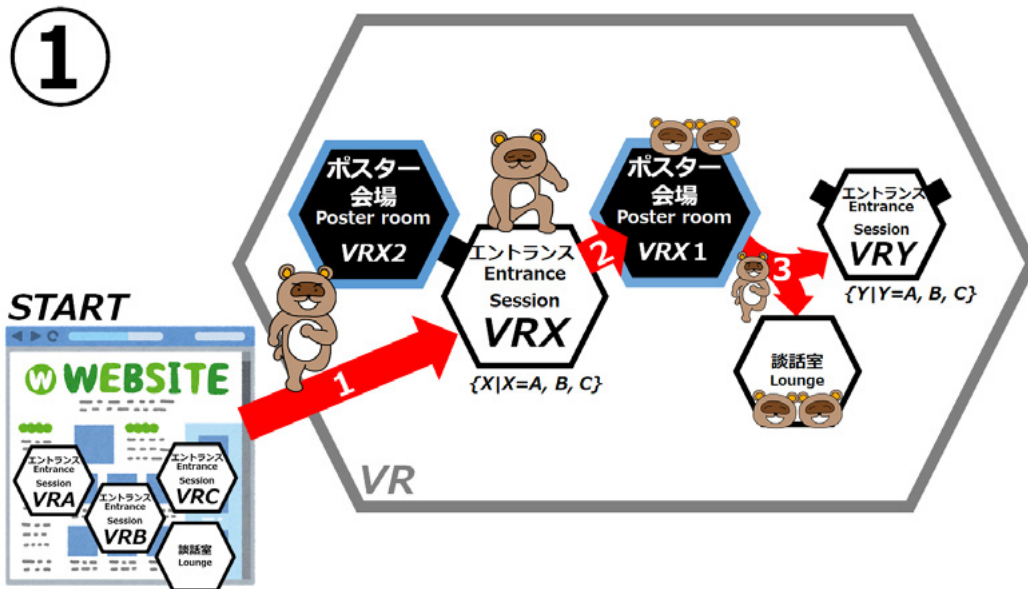 ①
ポスター
会場
Poster room
VRX2
エントランス
Entrance
Session
VRX
{X|X=A, B, C}
2
ポスター
会場
Poster room
VRX1
3
エントランス
Entrance
Session
VRY
{Y|Y=A, B, C}
談話室
Lounge
1
VR
START
W WEBSITE
エントランス
Entrance
Session
VRA
エントランス
Entrance
Session
VRB
エントランス
Entrance
Session
VRC
談話室
Lounge